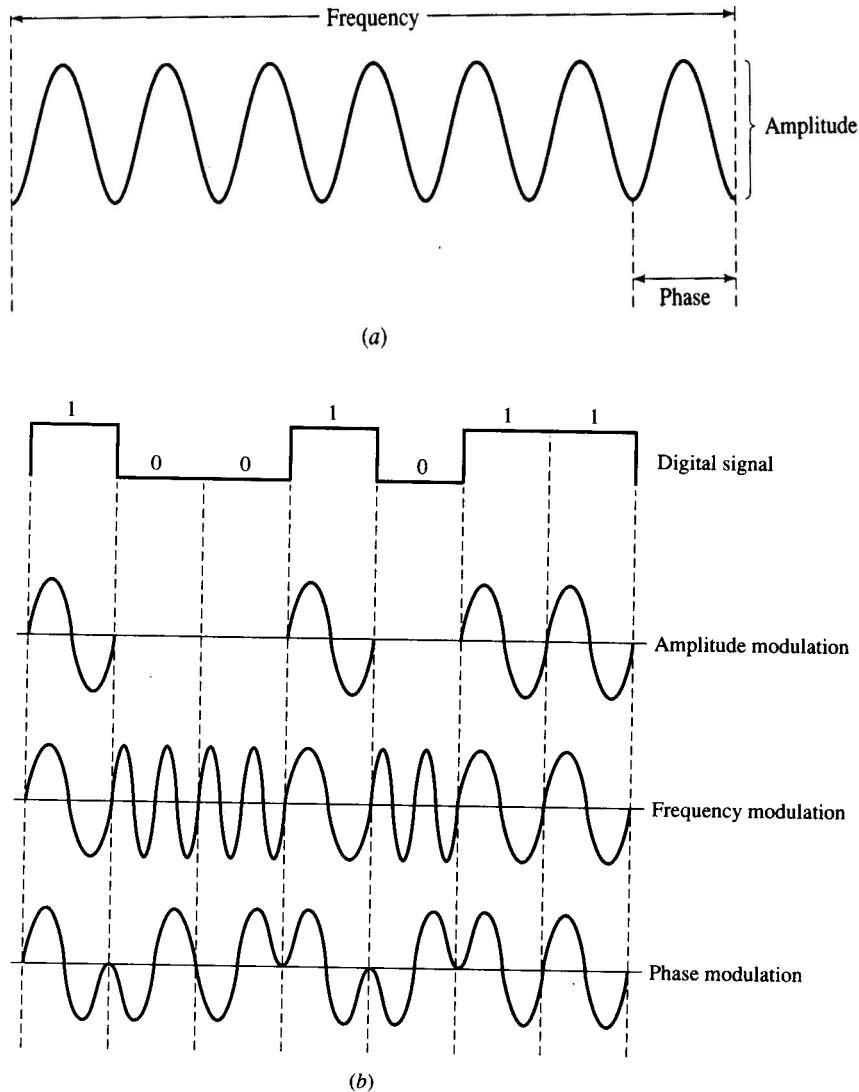 Frequency
Amplitude
Phase
(a)
1 0 0 1 0 1 1
Digital signal
Amplitude modulation
Frequency modulation
Phase modulation
(b)